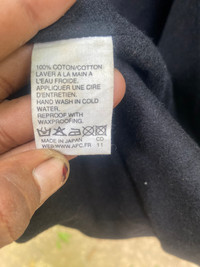 100% COTON/COTTON
LAVER A LA MAIN A
L'EAU FROIDE.
APPLIQUER UNE CIRE
D'ENTRETIEN.
HAND WASH IN COLD
WATER.
REPROOF WITH
WAXPROOFING.
MADE IN JAPAN CD
WEB/WWW.APC.FR 11